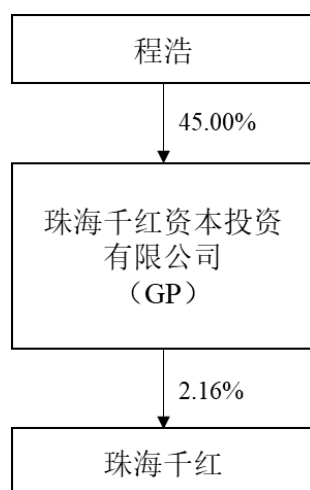 程浩
45.00%
珠海千红资本投资
有限公司
（GP）
2.16%
珠海千红